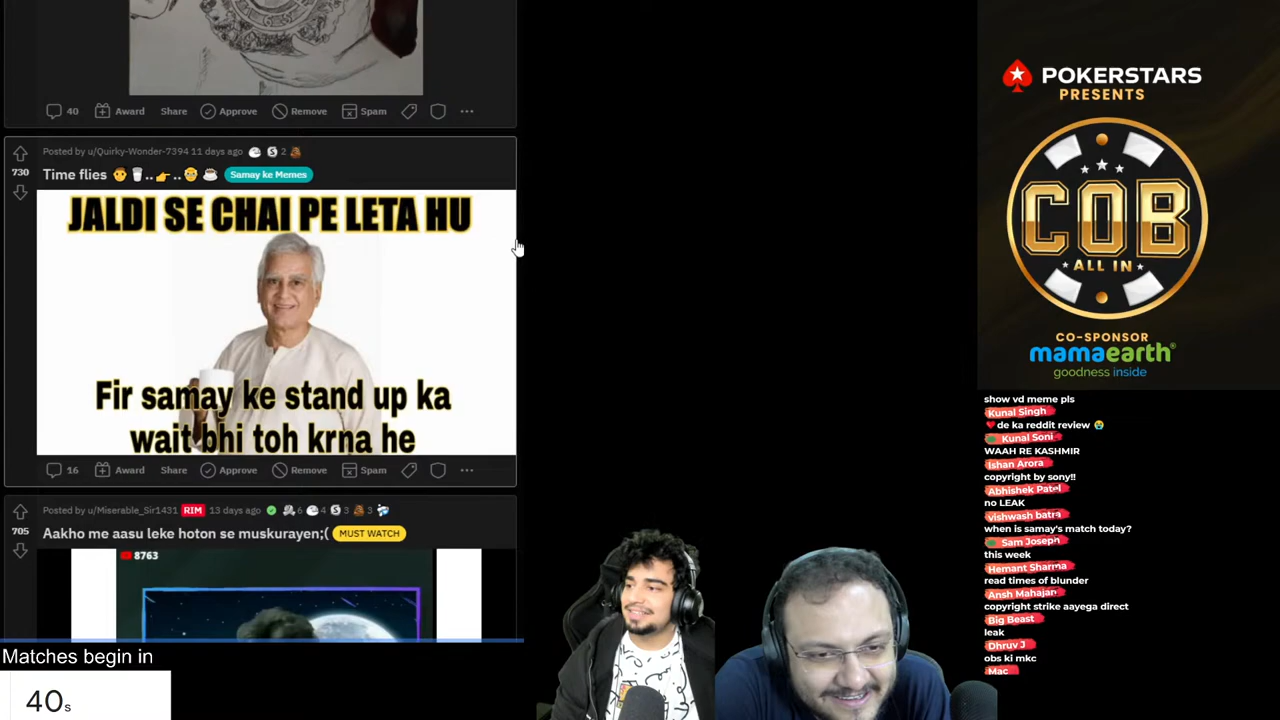 40
Award
Share
Approve
Remove
Spam
Posted by u/Quirky-Wonder-7394 11 days ago
2
730
Time flies
Samay ke Memes
JALDI SE CHAI PE LETA HU
Fir samay ke stand up ka
wait bhi toh krna he
16
Award
Share
Approve
Remove
Spam
Posted by u/Miserable_Sir1431 RIM 13 days ago
6 4 3 3
705
Aakho me aasu leke hoton se muskurayen;( MUST WATCH
8763
Matches begin in
40s
POKERSTARS
PRESENTS
COB
ALL IN
CO-SPONSOR
mamaearth®
goodness inside
show vd meme pls
Kunal Singh
de ka reddit review
Kunal Soni
WAAH RE KASHMIR
Ishan Arora
copyright by sony!!
Abhishek Patel
no LEAK
vishwash batra
when is samay's match today?
Sam Joseph
this week
Hemant Sharma
read times of blunder
Ansh Mahajan
copyright strike aayega direct
Big Beast
leak
Dhruv J
obs ki mkc
Mac